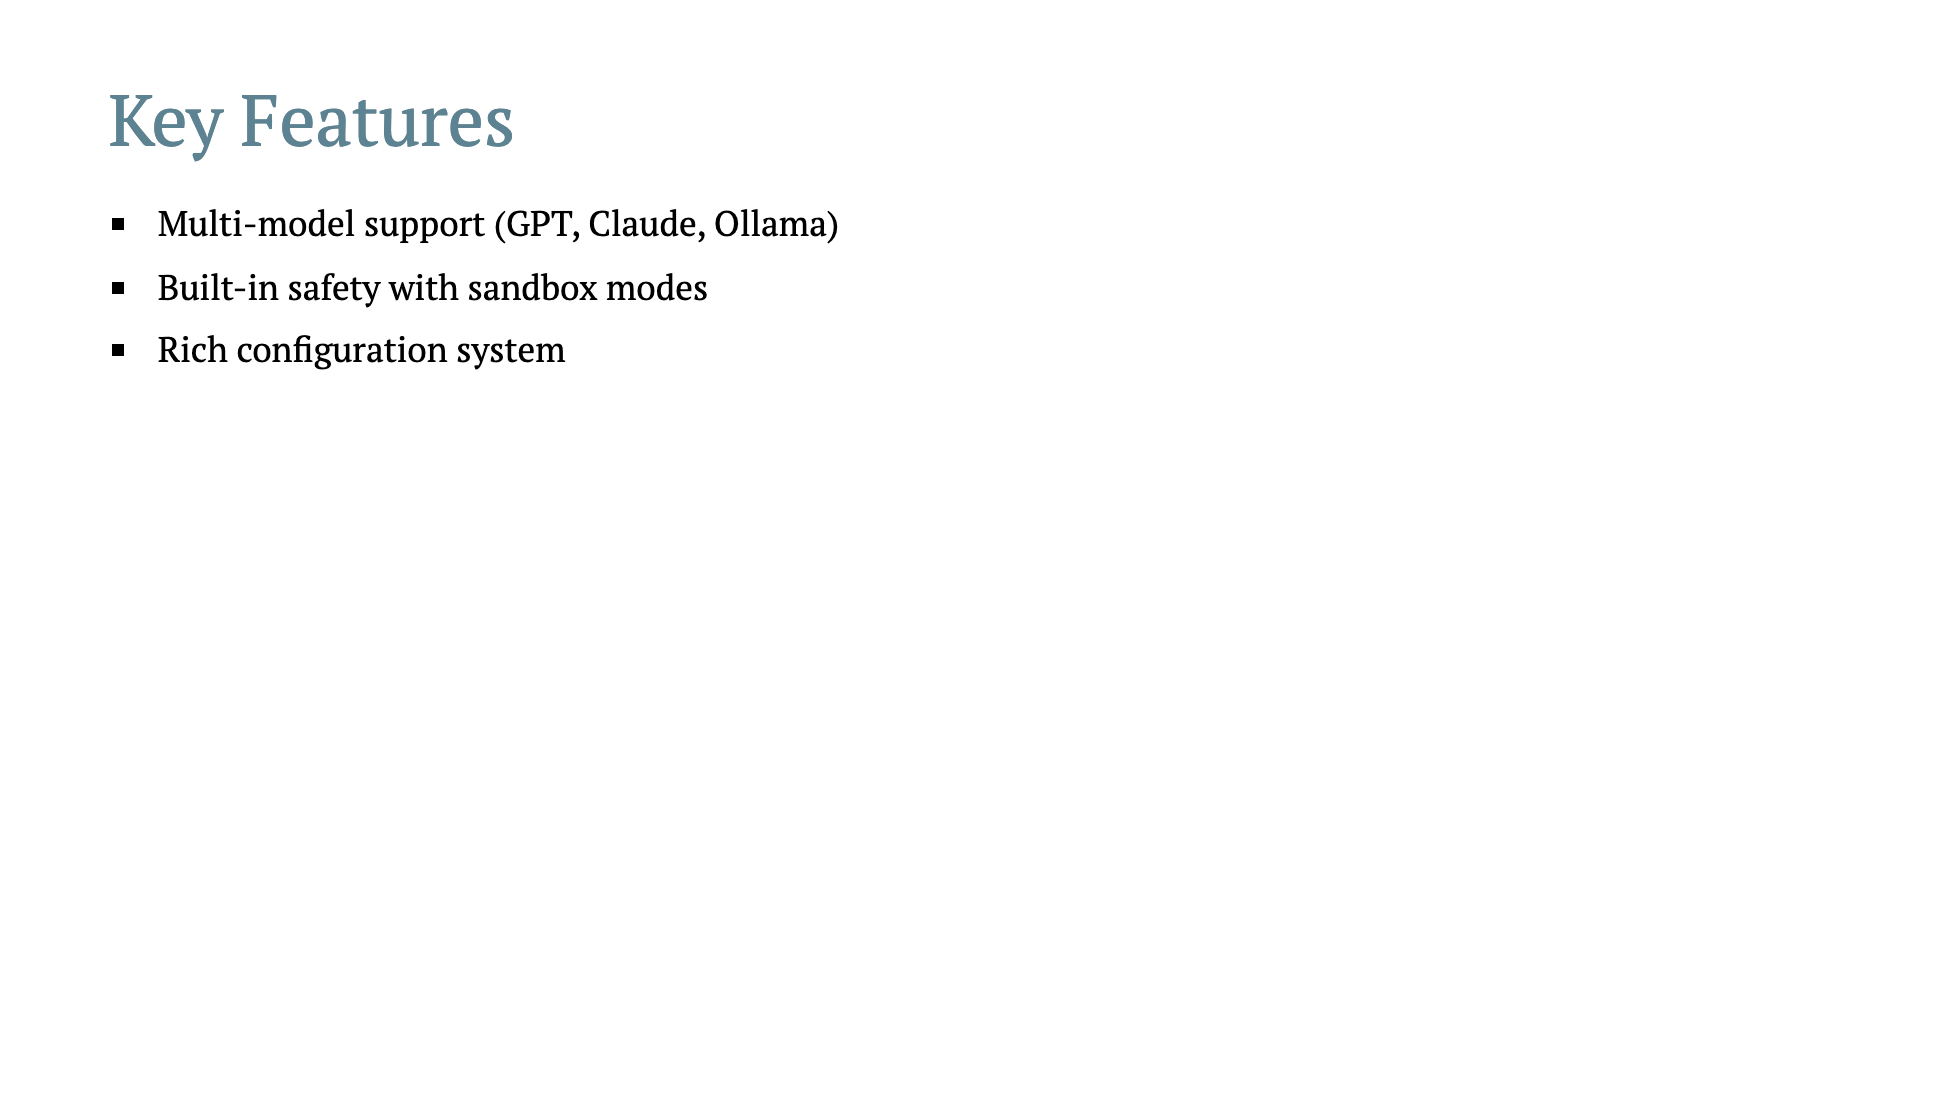 Key Features
▪ Multi-model support (GPT, Claude, Ollama)
▪ Built-in safety with sandbox modes
▪ Rich configuration system